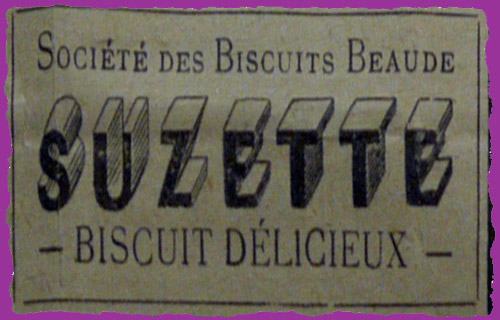 SOCIÉTÉ DES BISCUITS BEAUDE
SUZETTE
– BISCUIT DÉLICIEUX –